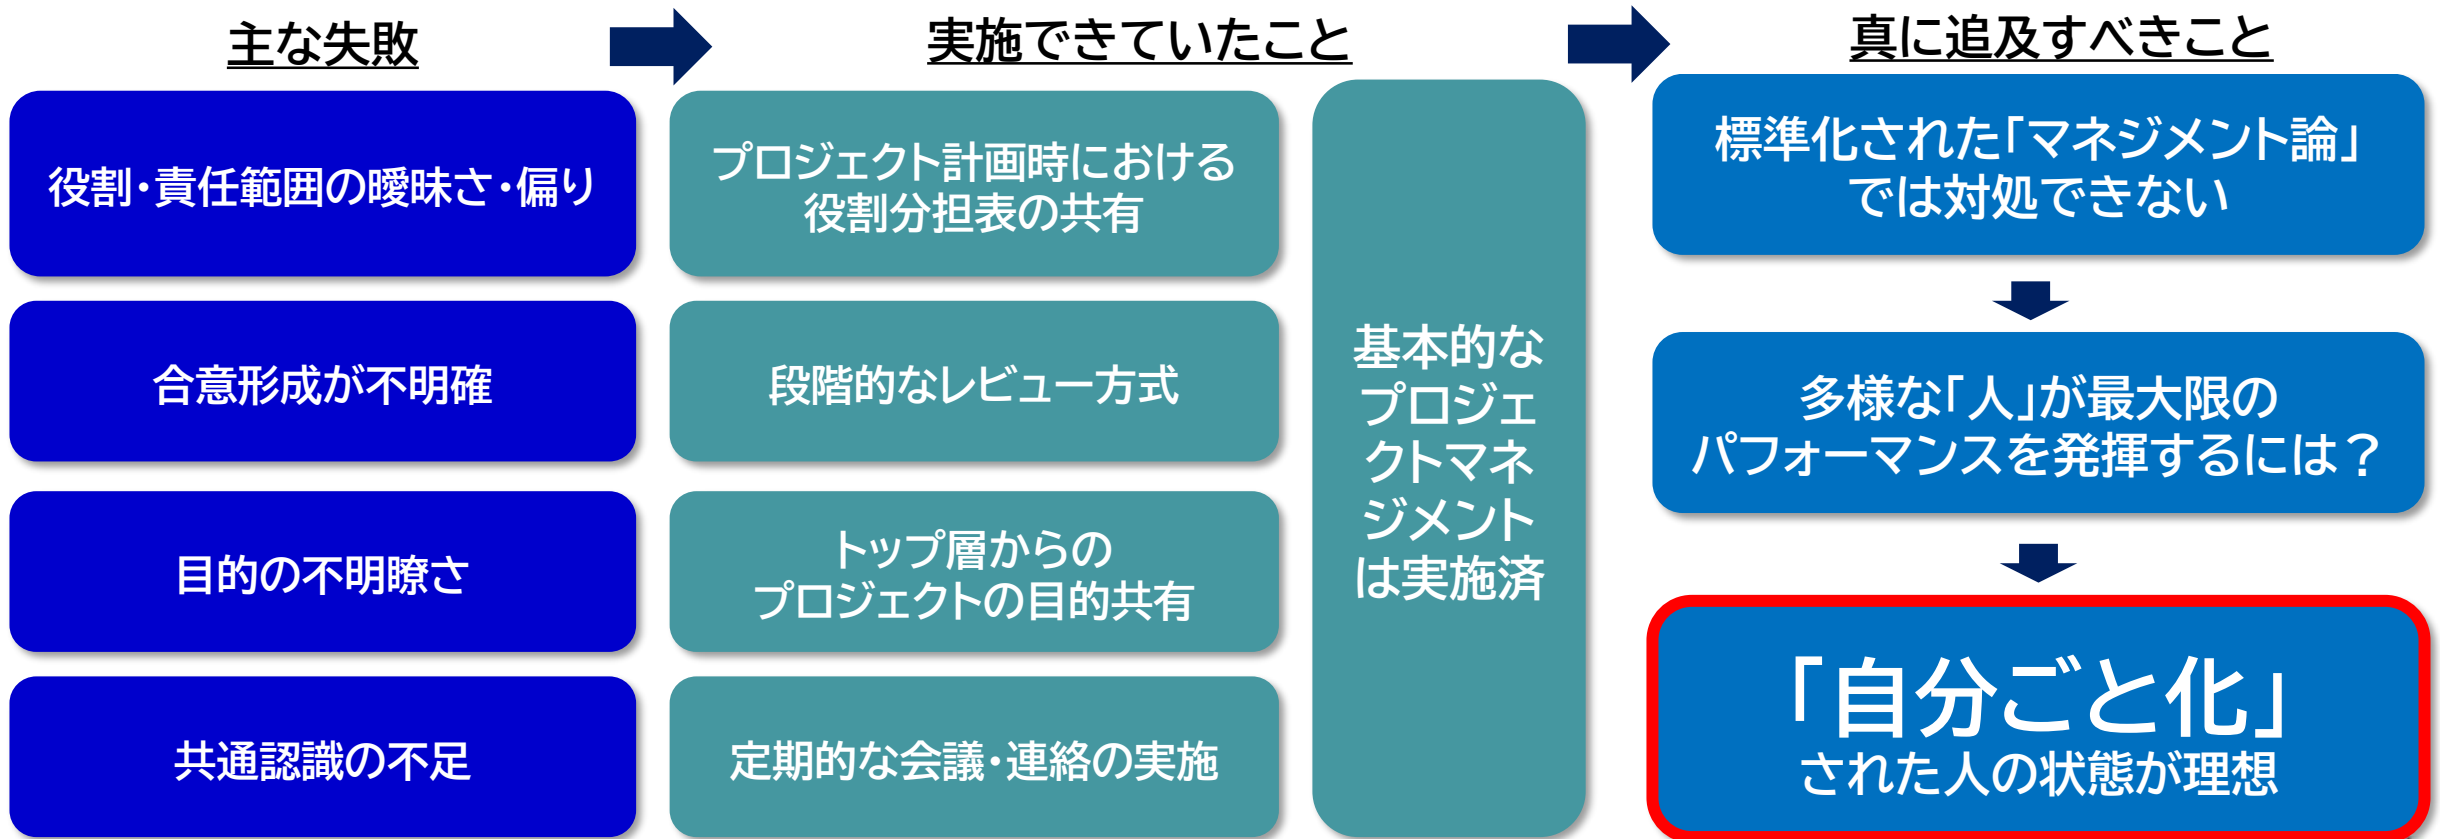 主な失敗
実施できていたこと
真に追及すべきこと
役割・責任範囲の曖昧さ・偏り
合意形成が不明確
目的の不明瞭さ
共通認識の不足
プロジェクト計画時における
役割分担表の共有
段階的なレビュー方式
トップ層からの
プロジェクトの目的共有
定期的な会議・連絡の実施
基本的な
プロジェ
クトマネ
ジメント
は実施済
標準化された「マネジメント論」
では対処できない
多様な「人」が最大限の
パフォーマンスを発揮するには？
「自分ごと化」
された人の状態が理想